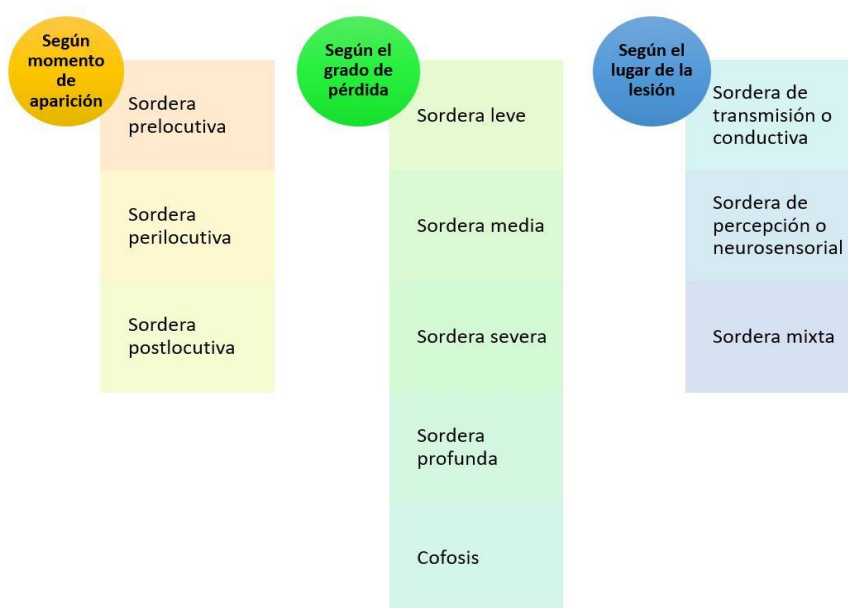 Según
momento
de
aparición
Sordera
prelocutiva
Sordera
perilocutiva
Sordera
postlocutiva
Según el
grado de
pérdida
Sordera leve
Sordera media
Sordera severa
Sordera
profunda
Cofosis
Según el
lugar de la
lesión
Sordera de
transmisión o
conductiva
Sordera de
percepción o
neurosensorial
Sordera mixta